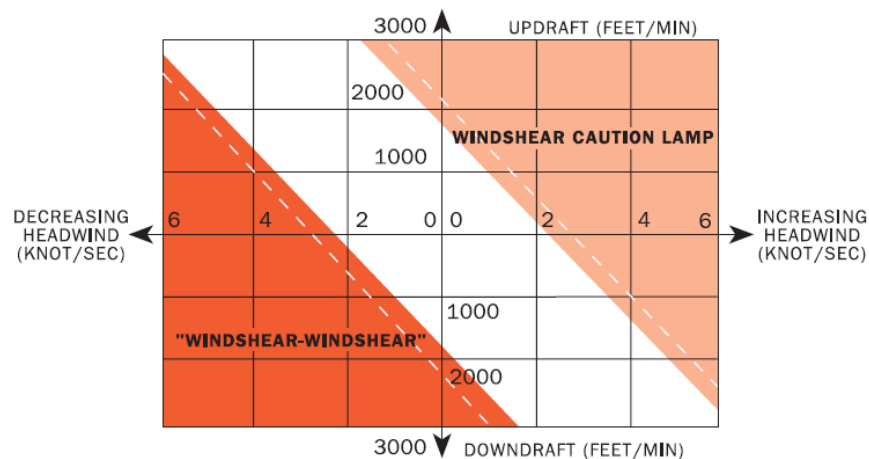 3000 UPDRAFT (FEET/MIN)
2000
WINDSHEAR CAUTION LAMP
1000
DECREASING
HEADWIND
(KNOT/SEC)
6 4 2 0 0 2 4 6
INCREASING
HEADWIND
(KNOT/SEC)
1000
"WINDSHEAR-WINDSHEAR"
2000
3000 DOWNDRAFT (FEET/MIN)